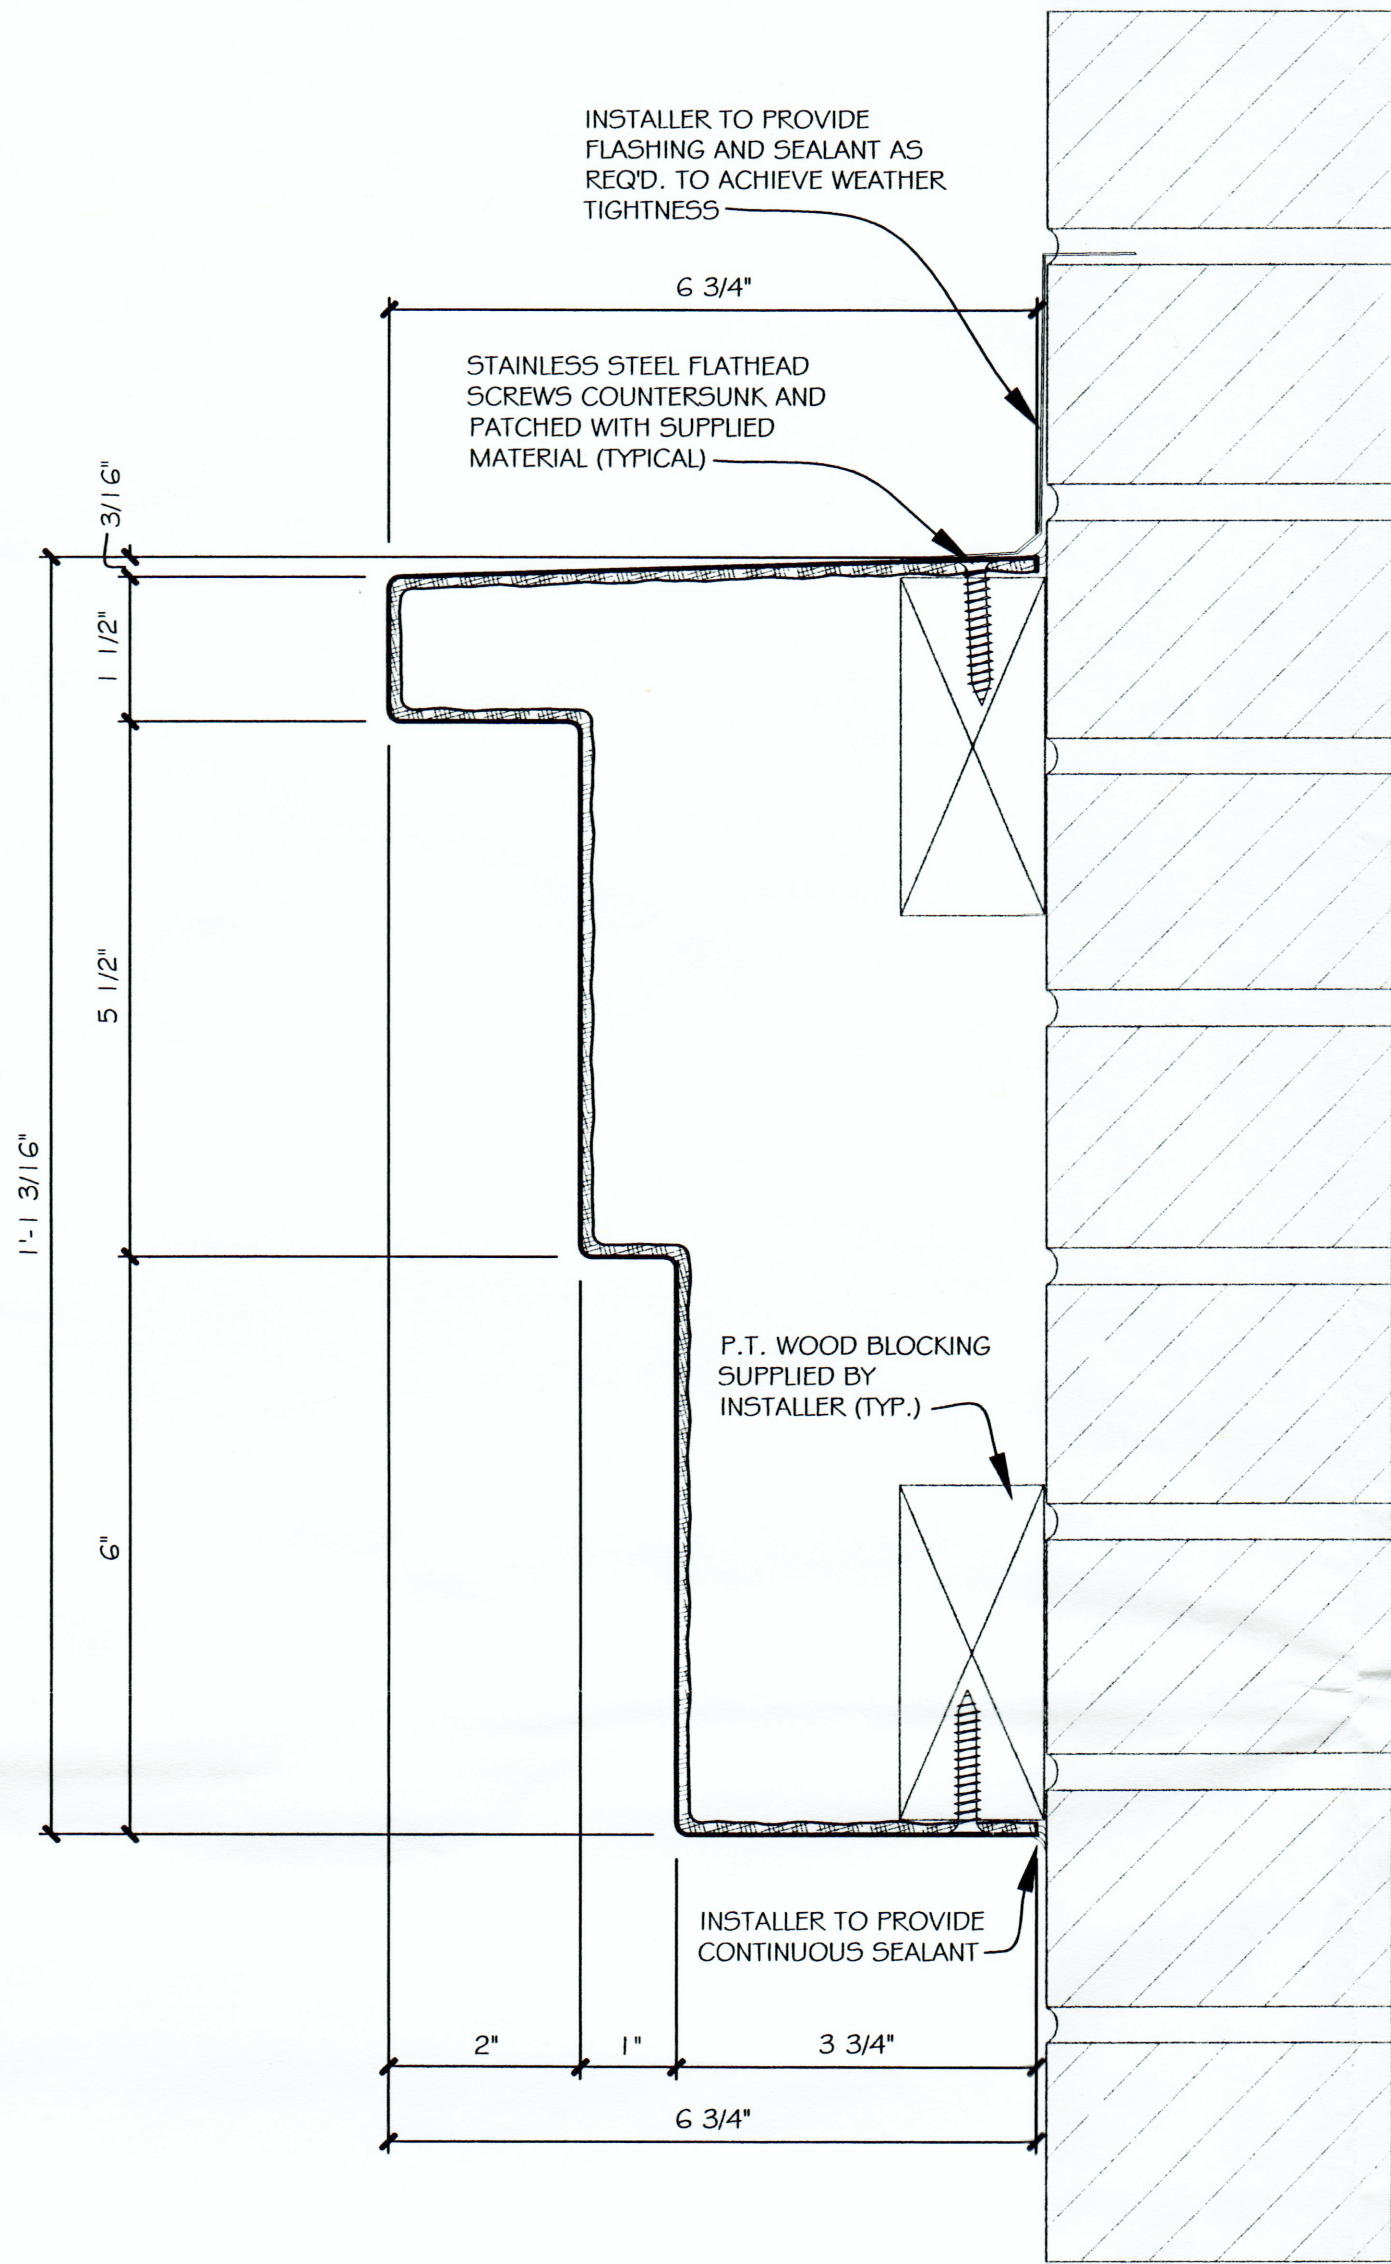 INSTALLER TO PROVIDE
FLASHING AND SEALANT AS
REQ'D. TO ACHIEVE WEATHER
TIGHTNESS
6 3/4"
STAINLESS STEEL FLATHEAD
SCREWS COUNTERSUNK AND
PATCHED WITH SUPPLIED
MATERIAL (TYPICAL)
3/16"
1 1/2"
5 1/2"
1'-1 3/16"
6"
P.T. WOOD BLOCKING
SUPPLIED BY
INSTALLER (TYP.)
INSTALLER TO PROVIDE
CONTINUOUS SEALANT
2"
1"
3 3/4"
6 3/4"